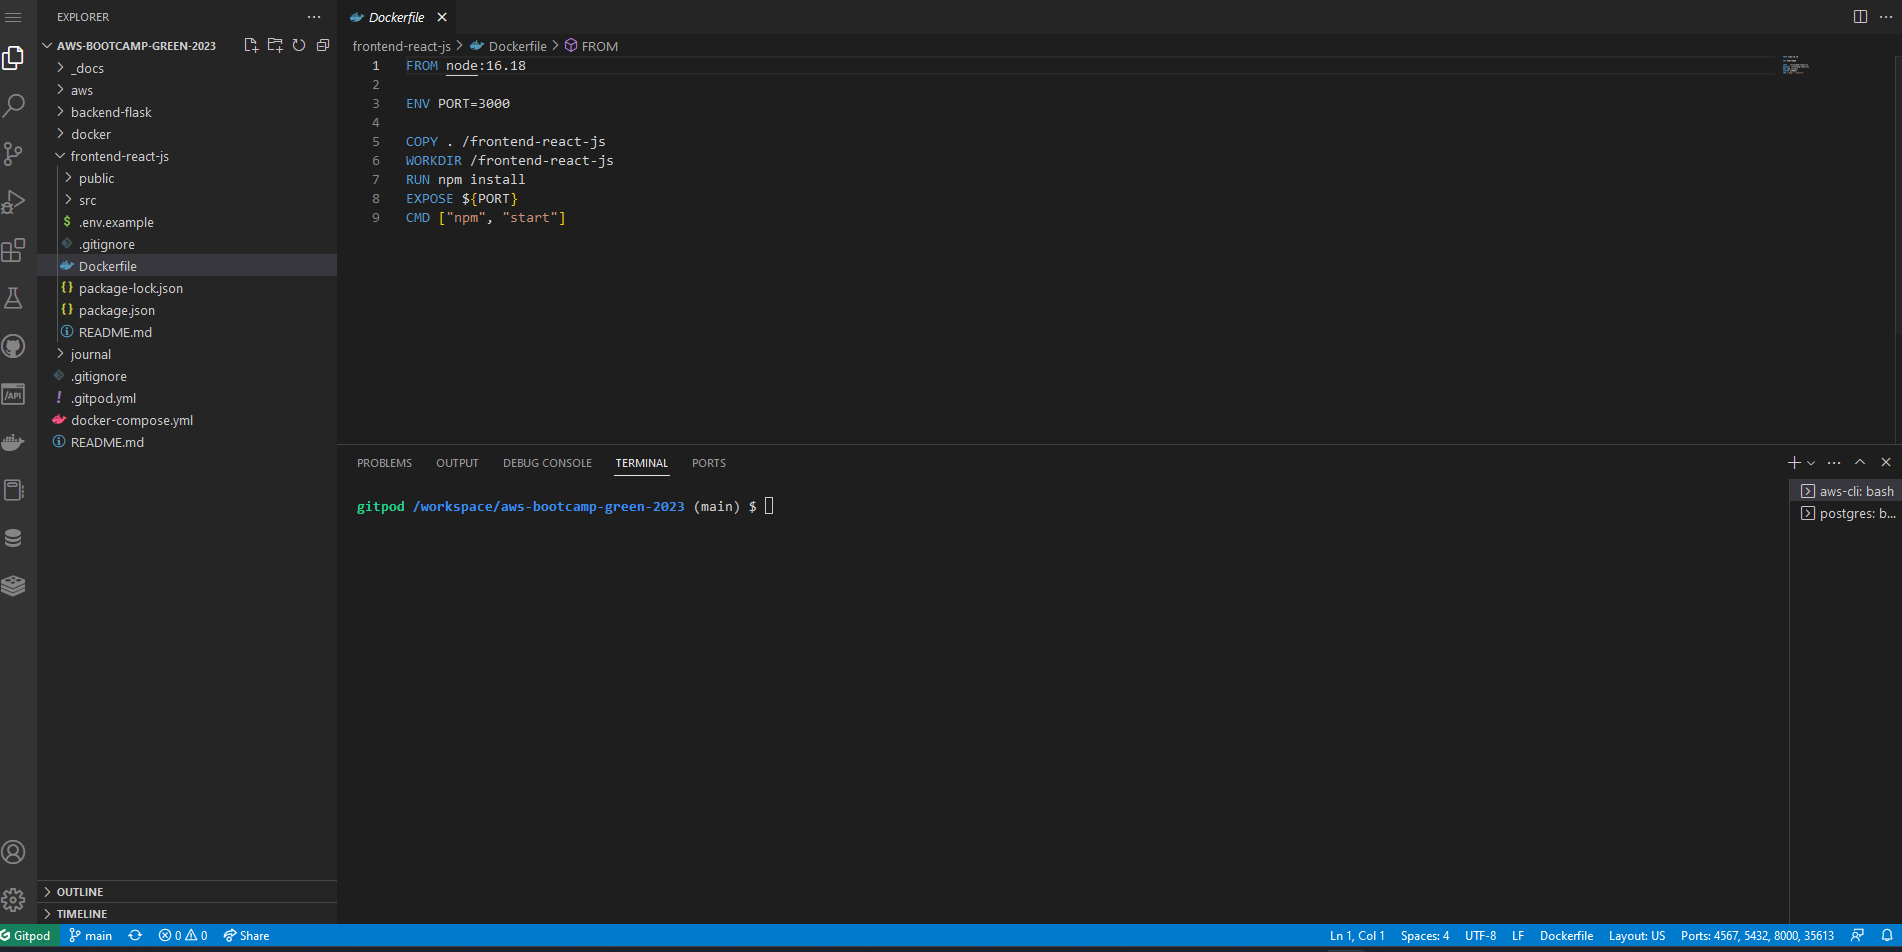 EXPLORER
AWS-BOOTCAMP-GREEN-2023
_docs
aws
backend-flask
docker
frontend-react-js
public
src
$ .env.example
.gitignore
Dockerfile
{} package-lock.json
{} package.json
README.md
journal
.gitignore
! .gitpod.yml
docker-compose.yml
README.md
OUTLINE
TIMELINE
/API
Dockerfile
frontend-react-js > Dockerfile > FROM
1 FROM node:16.18
2
3 ENV PORT=3000
4
5 COPY . /frontend-react-js
6 WORKDIR /frontend-react-js
7 RUN npm install
8 EXPOSE ${PORT}
9 CMD ["npm", "start"]
PROBLEMS OUTPUT DEBUG CONSOLE TERMINAL PORTS
gitpod /workspace/aws-bootcamp-green-2023 (main) $
aws-cli: bash
postgres: b...
Gitpod main 0 0 Share Ln 1, Col 1 Spaces: 4 UTF-8 LF Dockerfile Layout: US Ports: 4567, 5432, 8000, 35613